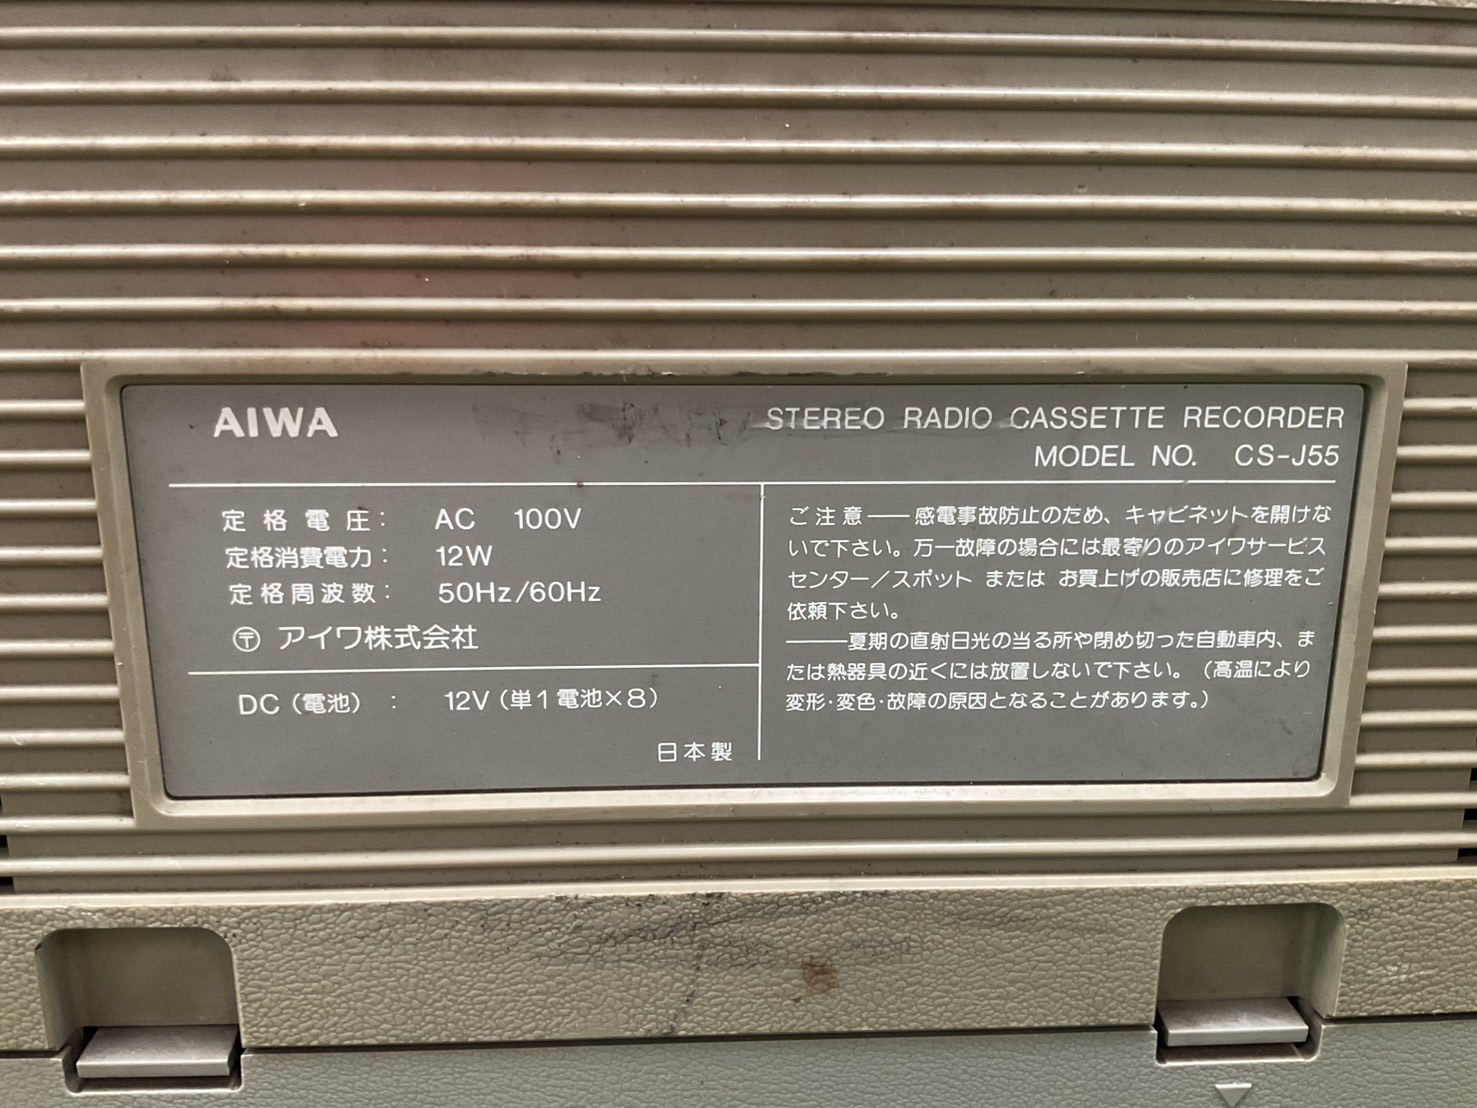 AIWA
STEREO RADIO CASSETTE RECORDER
MODEL NO. CS-J55
定格電圧： AC 100V
定格消費電力： 12W
定格周波数： 50Hz/60Hz
〶 アイワ株式会社
DC（電池）： 12V（単1電池×8）
日本製
ご注意――感電事故防止のため、キャビネットを開けな
いで下さい。万一故障の場合には最寄りのアイワサービス
センター／スポット または お買上げの販売店に修理をご
依頼下さい。
――夏期の直射日光の当る所や閉め切った自動車内、ま
たは熱器具の近くには放置しないで下さい。（高温により
変形･変色･故障の原因となることがあります。）